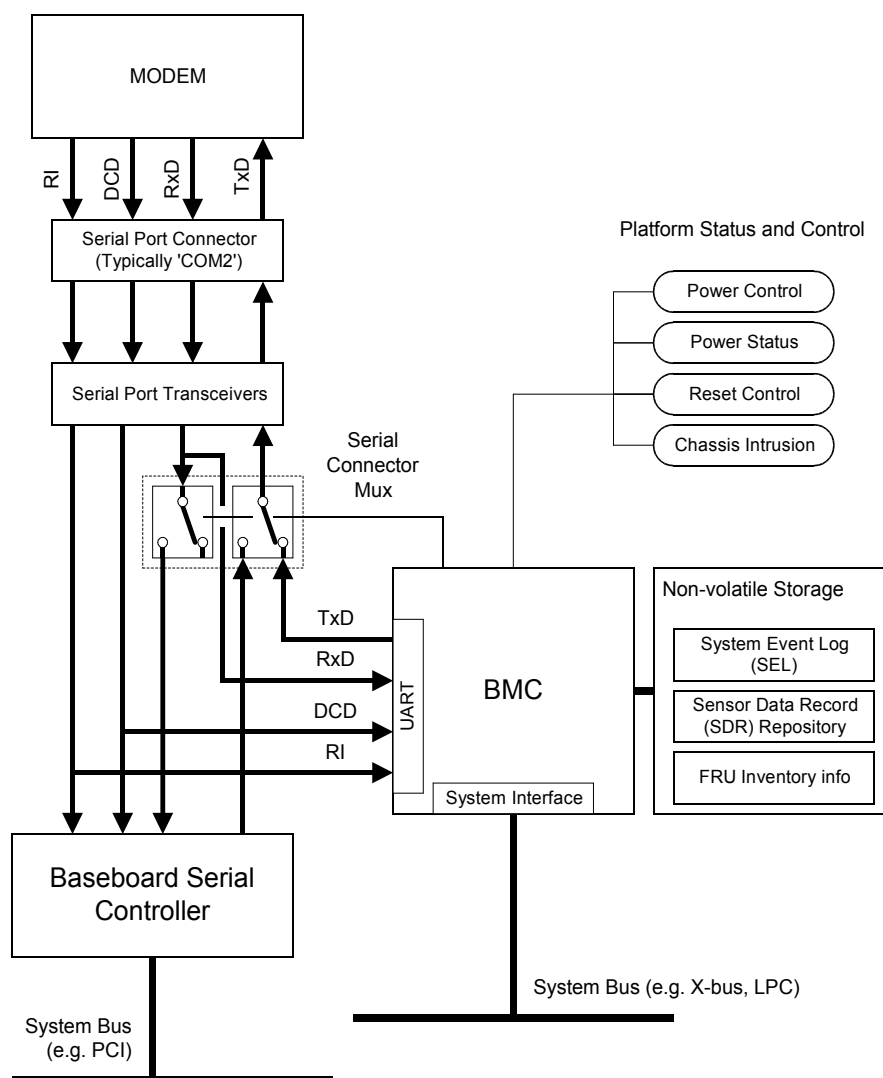 MODEM
RI
DCD
RxD
TxD
Serial Port Connector
(Typically 'COM2')
Platform Status and Control
Power Control
Power Status
Reset Control
Chassis Intrusion
Serial Port Transceivers
Serial
Connector
Mux
TxD
RxD
DCD
RI
UART
BMC
System Interface
Non-volatile Storage
System Event Log
(SEL)
Sensor Data Record
(SDR) Repository
FRU Inventory info
Baseboard Serial
Controller
System Bus (e.g. X-bus, LPC)
System Bus
(e.g. PCI)